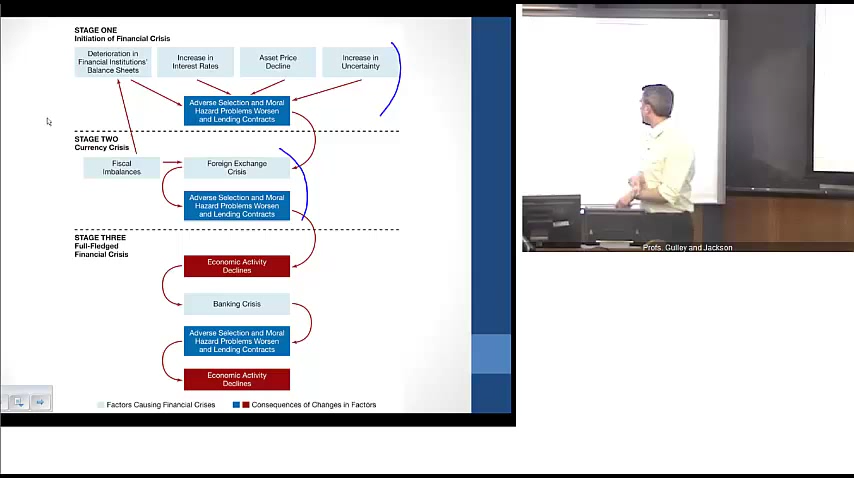 STAGE ONE
Initiation of Financial Crisis
Deterioration in
Financial Institutions'
Balance Sheets
Increase in
Interest Rates
Asset Price
Decline
Increase in
Uncertainty
Adverse Selection and Moral
Hazard Problems Worsen
and Lending Contracts
STAGE TWO
Currency Crisis
Fiscal
Imbalances
Foreign Exchange
Crisis
Adverse Selection and Moral
Hazard Problems Worsen
and Lending Contracts
STAGE THREE
Full-Fledged
Financial Crisis
Economic Activity
Declines
Banking Crisis
Adverse Selection and Moral
Hazard Problems Worsen
and Lending Contracts
Economic Activity
Declines
Factors Causing Financial Crises
Consequences of Changes in Factors
Profs. Gulley and Jackson